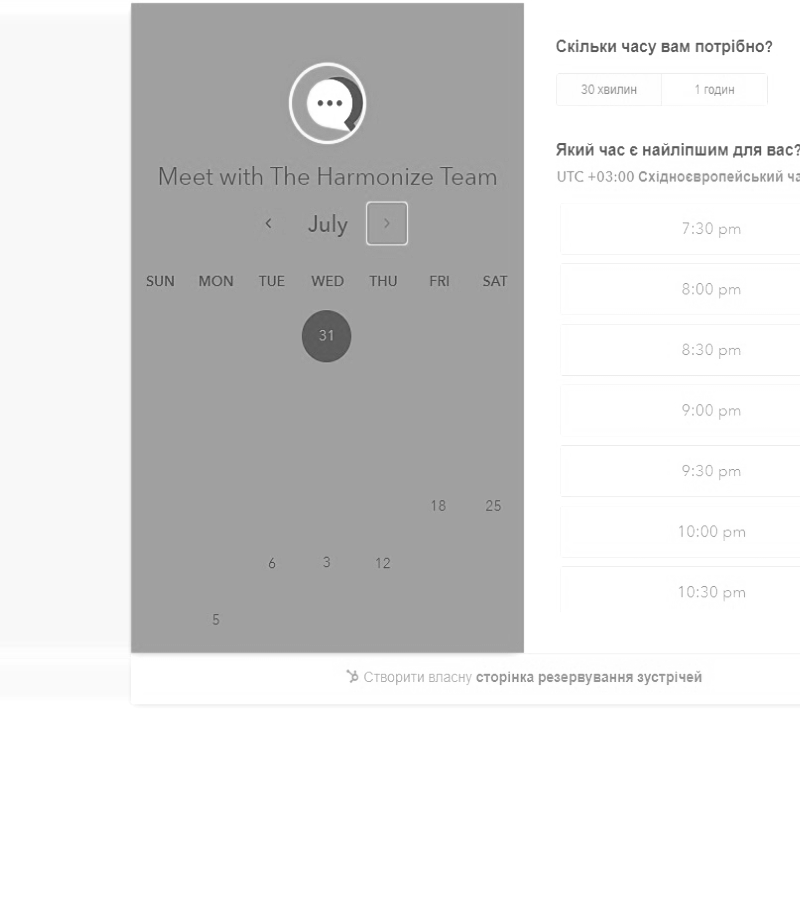 Meet with The Harmonize Team
‹ July ›
SUN MON TUE WED THU FRI SAT
31
18 25
6 3 12
5
Скільки часу вам потрібно?
30 хвилин 1 годин
Який час є найліпшим для вас?
UTC +03:00 Східноєвропейський
7:30 pm
8:00 pm
8:30 pm
9:00 pm
9:30 pm
10:00 pm
10:30 pm
Створити власну сторінка резервування зустрічей